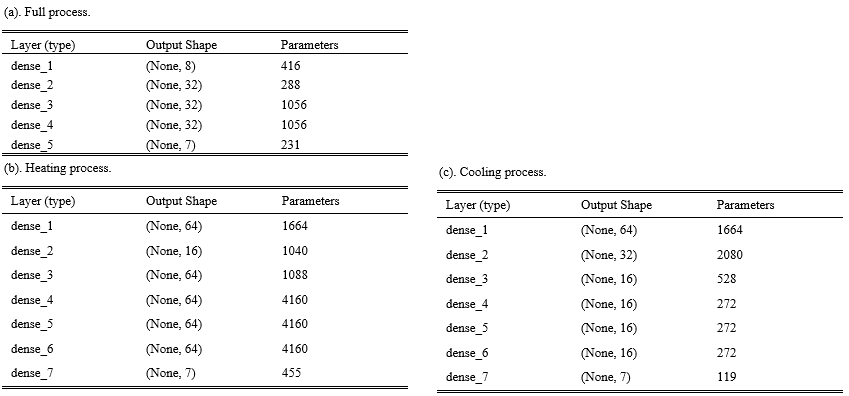 (a). Full process.
Layer (type) Output Shape Parameters
dense_1 (None, 8) 416
dense_2 (None, 32) 288
dense_3 (None, 32) 1056
dense_4 (None, 32) 1056
dense_5 (None, 7) 231
(b). Heating process.
Layer (type) Output Shape Parameters
dense_1 (None, 64) 1664
dense_2 (None, 16) 1040
dense_3 (None, 64) 1088
dense_4 (None, 64) 4160
dense_5 (None, 64) 4160
dense_6 (None, 64) 4160
dense_7 (None, 7) 455
(c). Cooling process.
Layer (type) Output Shape Parameters
dense_1 (None, 64) 1664
dense_2 (None, 32) 2080
dense_3 (None, 16) 528
dense_4 (None, 16) 272
dense_5 (None, 16) 272
dense_6 (None, 16) 272
dense_7 (None, 7) 119